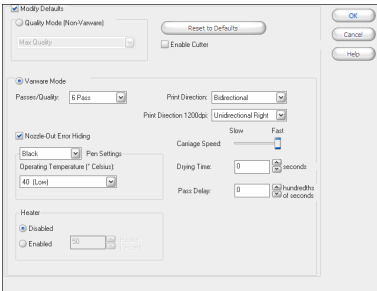 Modify Defaults
Quality Mode (Non-Varware)
Max Quality
Reset to Defaults
Enable Cutter
OK
Cancel
Help
Varware Mode
Passes/Quality: 6 Pass
Print Direction: Bidirectional
Print Direction 1200dpi: Unidirectional Right
Nozzle-Out Error Hiding
Slow Fast
Carriage Speed:
Black Pen Settings
Operating Temperature (° Celsius):
40 (Low)
Drying Time: 0 seconds
Pass Delay: 0 hundredths of seconds
Heater
Disabled
Enabled 50